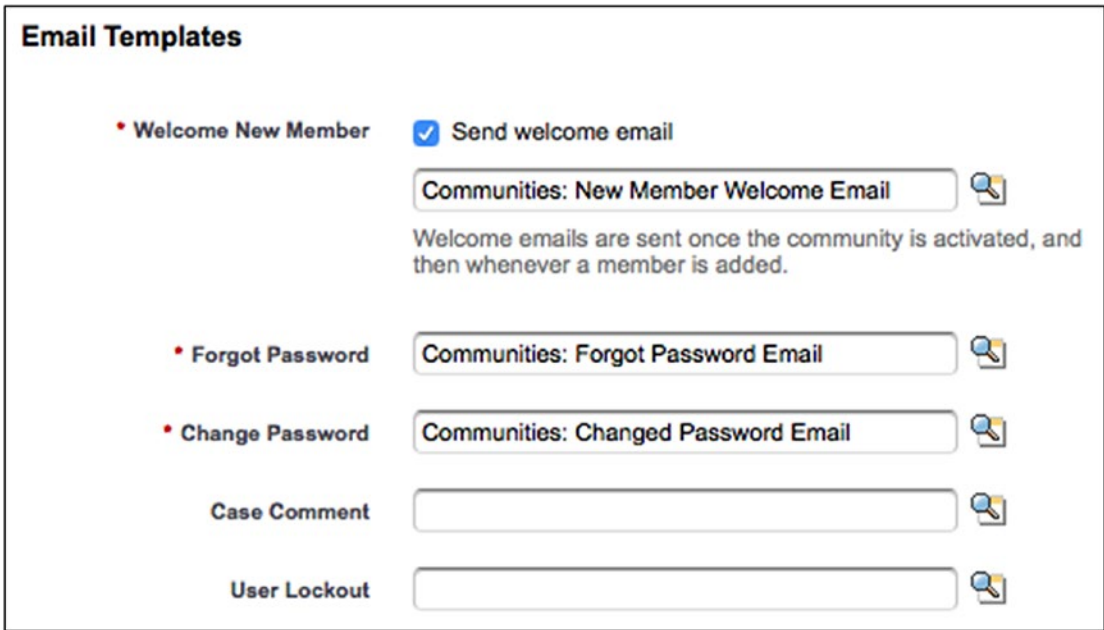 Email Templates
* Welcome New Member
Send welcome email
Communities: New Member Welcome Email
Welcome emails are sent once the community is activated, and
then whenever a member is added.
* Forgot Password
Communities: Forgot Password Email
* Change Password
Communities: Changed Password Email
Case Comment
User Lockout